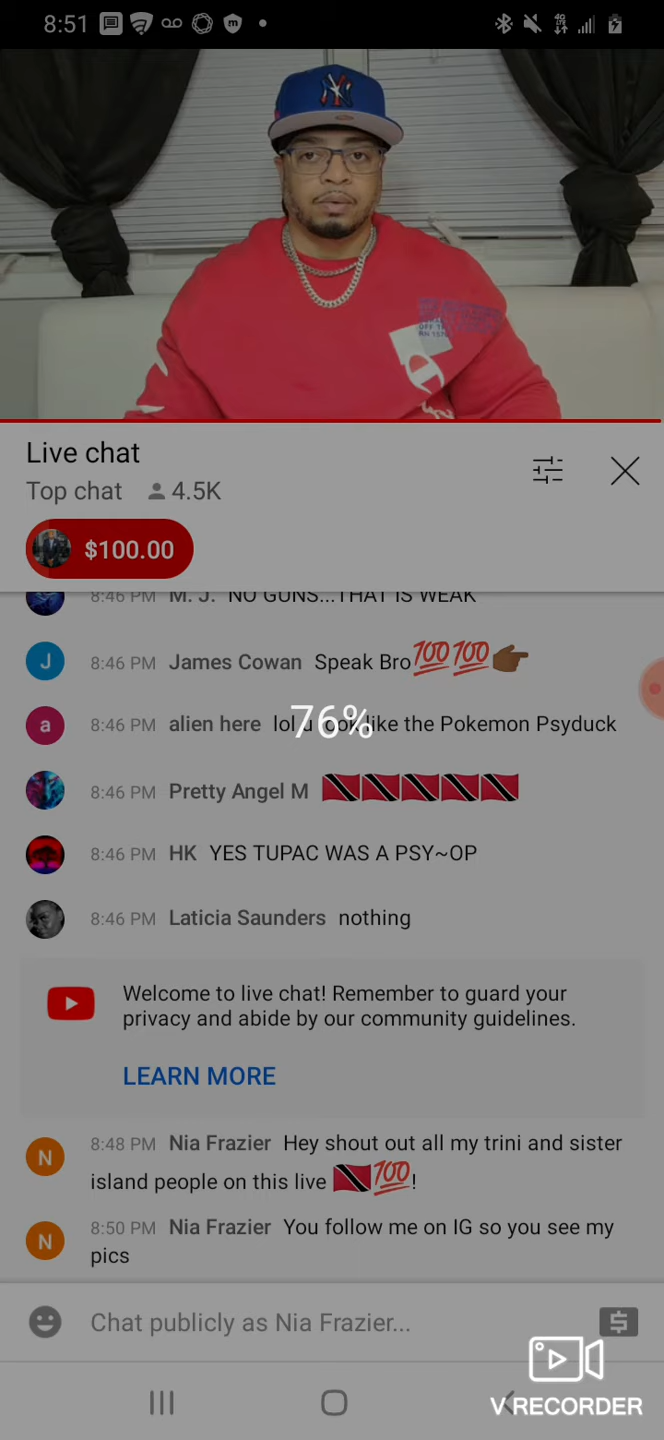 8:51
4G
NY
OFF
Live chat
Top chat 4.5K
$100.00
8:46 PM M. J. NO GUNS...THAT IS WEAK
J 8:46 PM James Cowan Speak Bro💯💯👉🏾
a 8:46 PM alien here lol u look like the Pokemon Psyduck
76%
8:46 PM Pretty Angel M 🇹🇹🇹🇹🇹🇹🇹🇹🇹🇹
8:46 PM HK YES TUPAC WAS A PSY~OP
8:46 PM Laticia Saunders nothing
Welcome to live chat! Remember to guard your
privacy and abide by our community guidelines.
LEARN MORE
N 8:48 PM Nia Frazier Hey shout out all my trini and sister
island people on this live 🇹🇹💯!
N 8:50 PM Nia Frazier You follow me on IG so you see my
pics
Chat publicly as Nia Frazier...
V RECORDER